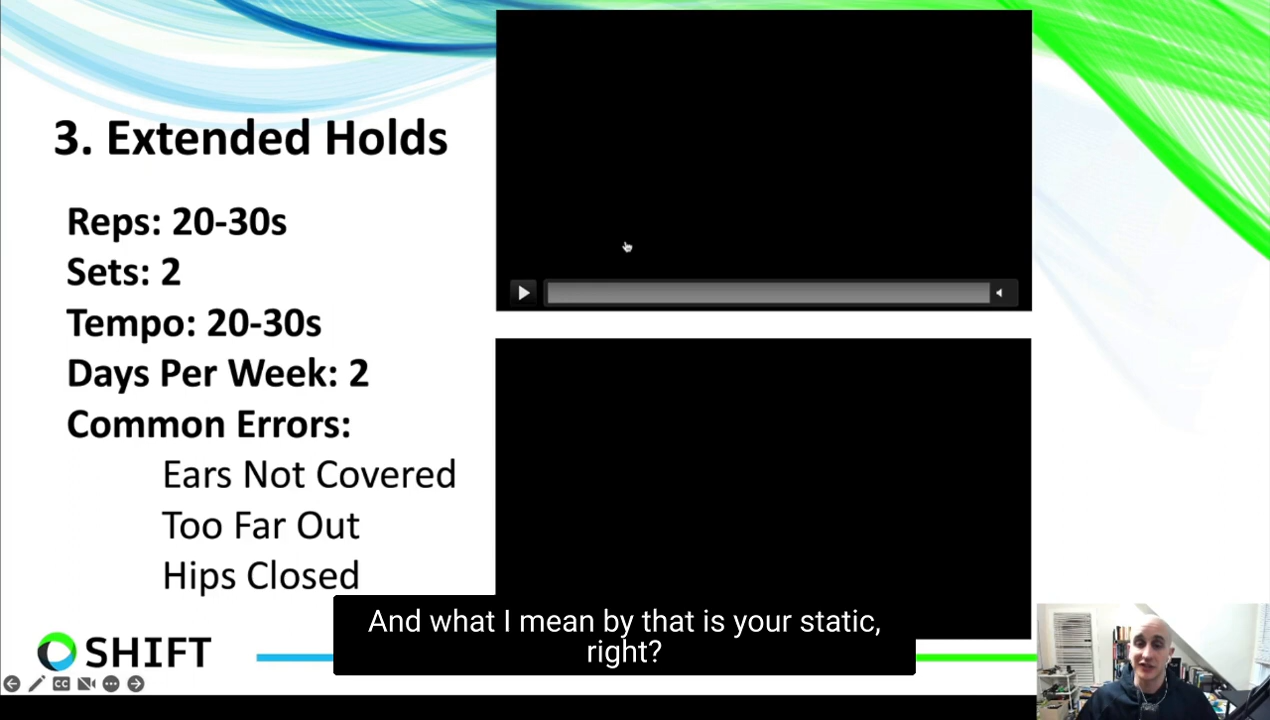 3. Extended Holds
Reps: 20-30s
Sets: 2
Tempo: 20-30s
Days Per Week: 2
Common Errors:
Ears Not Covered
Too Far Out
Hips Closed
And what I mean by that is your static,
right?
SHIFT
CC